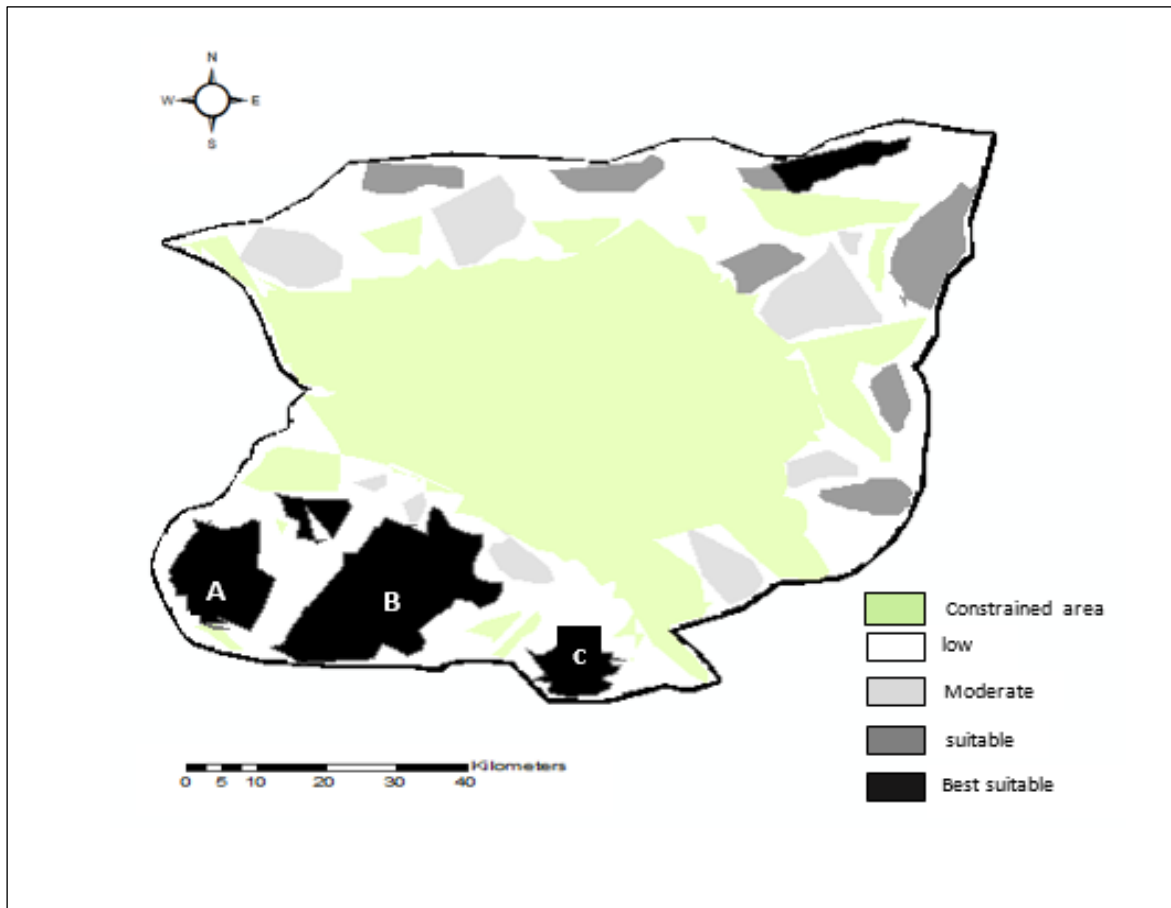 N
W E
S
A
B
C
Constrained area
low
Moderate
suitable
Best suitable
Kilometers
0 5 10 20 30 40